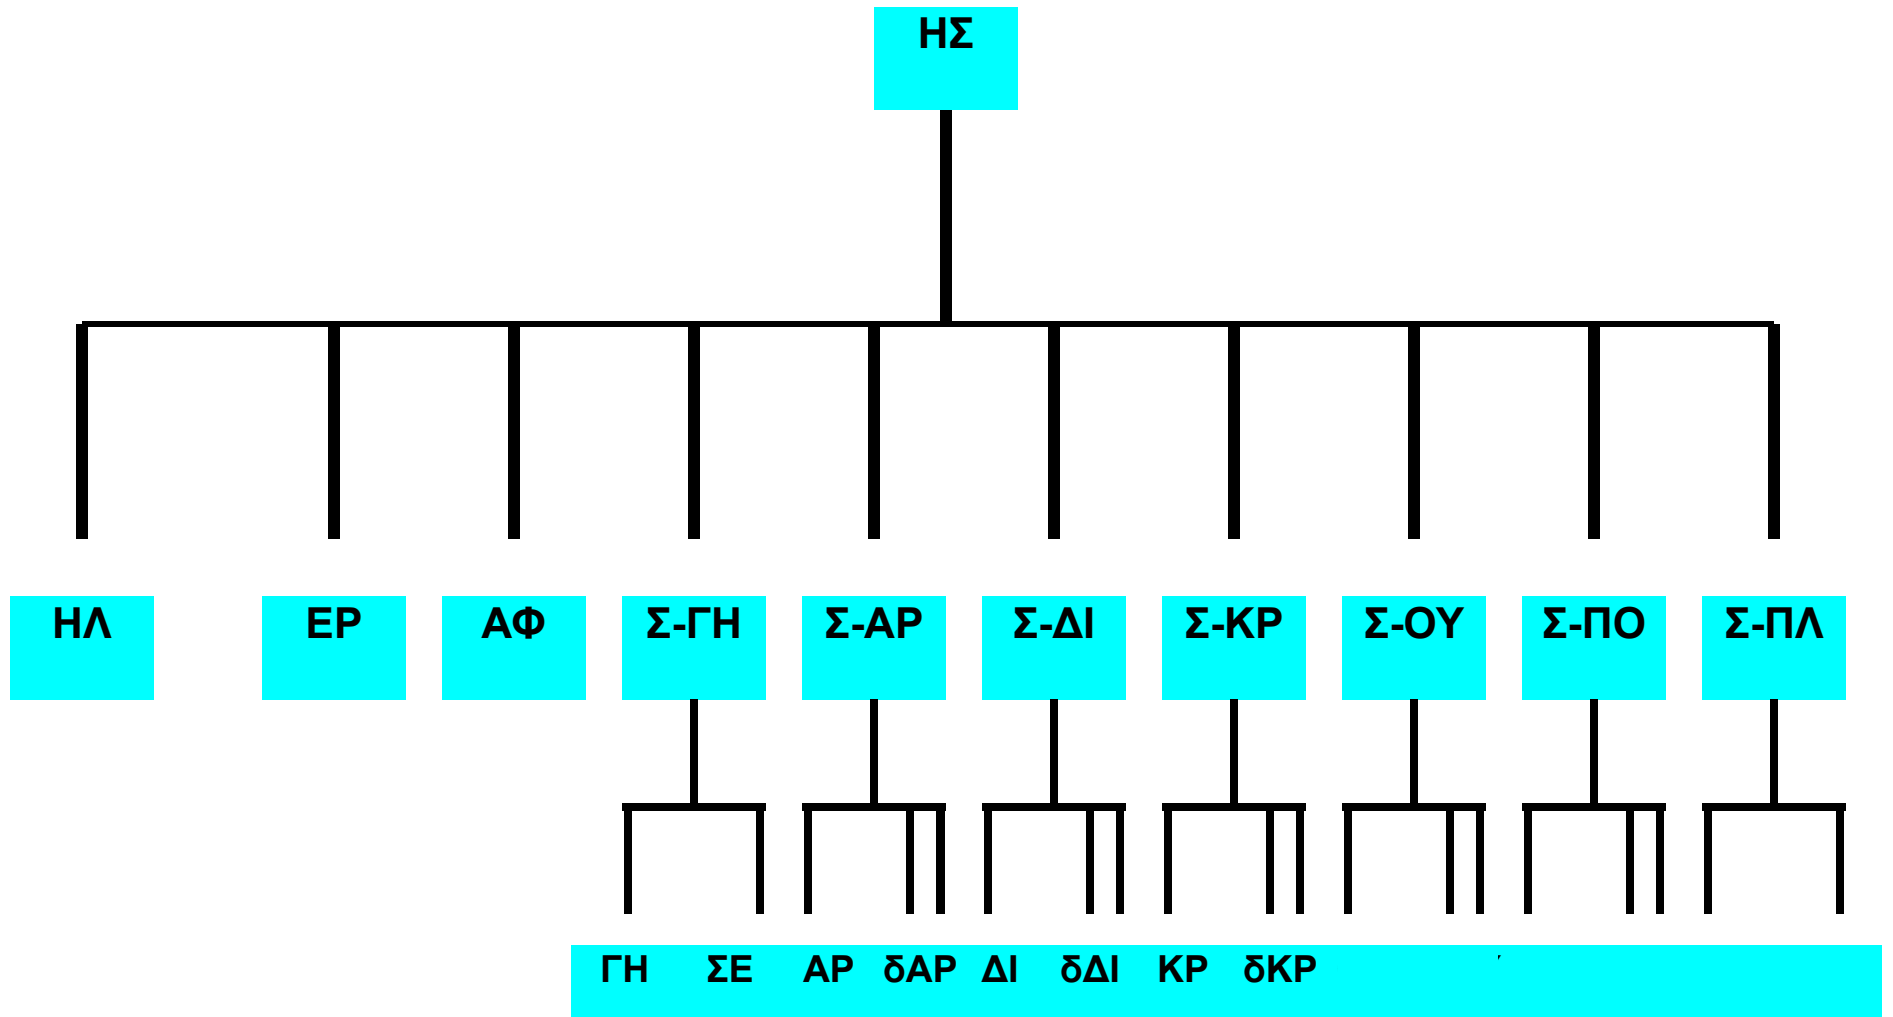 ΗΣ
ΗΛ ΕΡ ΑΦ Σ-ΓΗ Σ-ΑΡ Σ-ΔΙ Σ-ΚΡ Σ-ΟΥ Σ-ΠΟ Σ-ΠΛ
ΓΗ ΣΕ ΑΡ δΑΡ ΔΙ δΔΙ ΚΡ δΚΡ